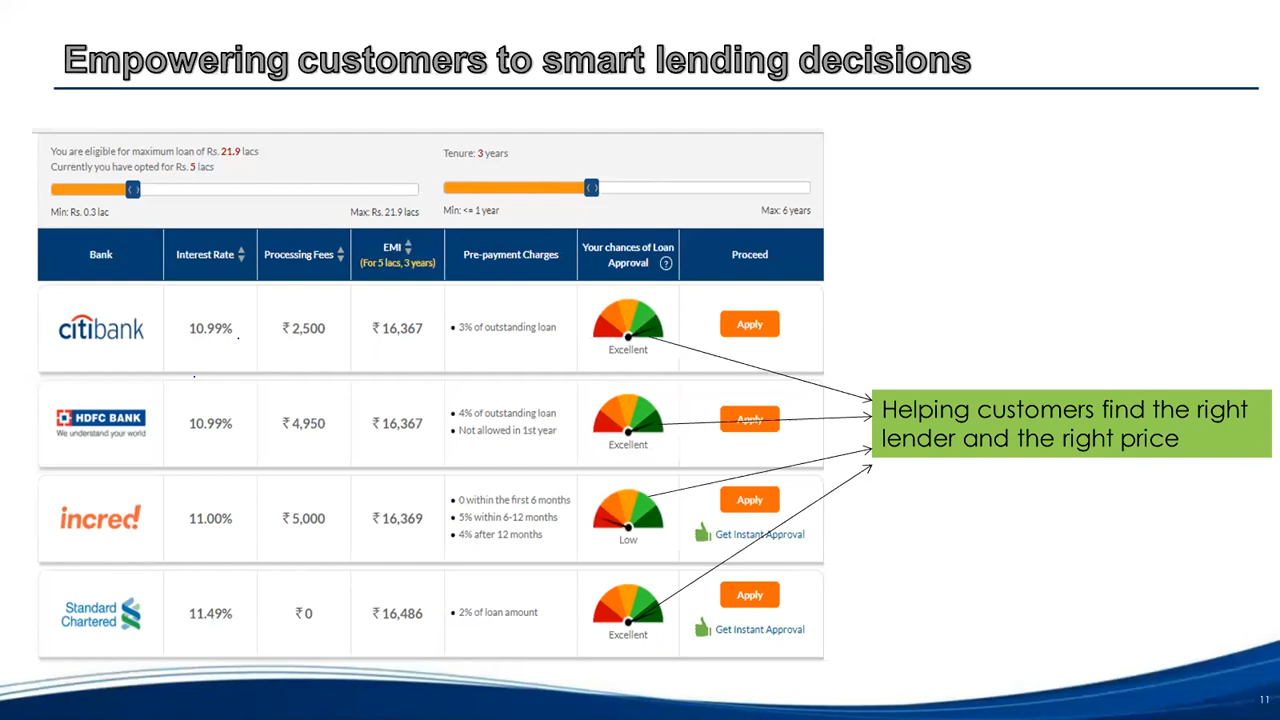 Empowering customers to smart lending decisions
You are eligible for maximum loan of Rs. 21.9 lacs
Currently you have opted for Rs. 5 lacs
Min: Rs. 0.3 lac
Max: Rs. 21.9 lacs
Tenure: 3 years
Min: <= 1 year
Max: 6 years
Bank
Interest Rate
Processing Fees
EMI
(For 5 lacs, 3 years)
Pre-payment Charges
Your chances of Loan
Approval ?
Proceed
citibank
10.99%
₹ 2,500
₹ 16,367
• 3% of outstanding loan
Excellent
Apply
HDFC BANK
We understand your world
10.99%
₹ 4,950
₹ 16,367
• 4% of outstanding loan
• Not allowed in 1st year
Excellent
Apply
incred!
11.00%
₹ 5,000
₹ 16,369
• 0 within the first 6 months
• 5% within 6-12 months
• 4% after 12 months
Low
Apply
Get Instant Approval
Standard
Chartered
11.49%
₹ 0
₹ 16,486
• 2% of loan amount
Excellent
Apply
Get Instant Approval
Helping customers find the right
lender and the right price
11